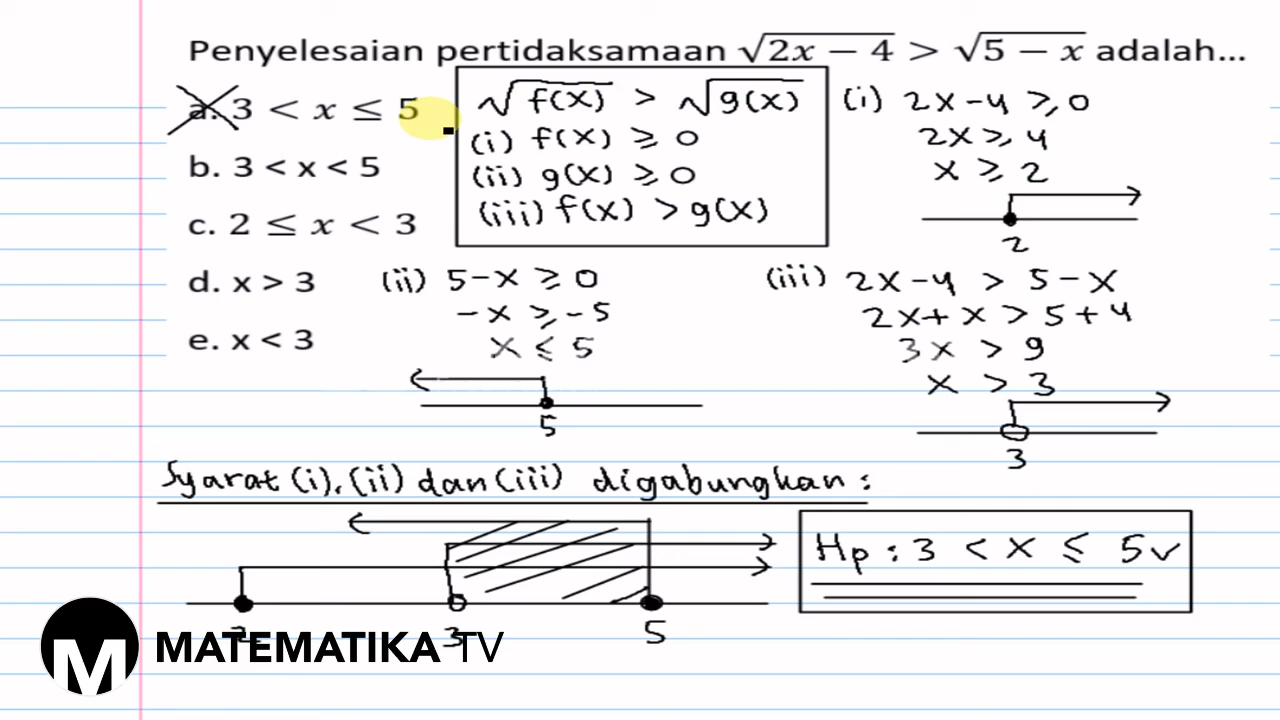 Penyelesaian pertidaksamaan √(2x − 4) > √(5 − x) adalah...
a. 3 < x ≤ 5
b. 3 < x < 5
c. 2 ≤ x < 3
d. x > 3
e. x < 3
√f(x) > √g(x)
(i) f(x) ≥ 0
(ii) g(x) ≥ 0
(iii) f(x) > g(x)
(i) 2x-4 ≥ 0
2x ≥ 4
x ≥ 2
2
(ii) 5-x ≥ 0
-x ≥ -5
x ≤ 5
5
(iii) 2x-4 > 5-x
2x+x > 5+4
3x > 9
x > 3
3
Syarat (i), (ii) dan (iii) digabungkan:
2 3 5
Hp: 3 < x ≤ 5
M MATEMATIKA TV